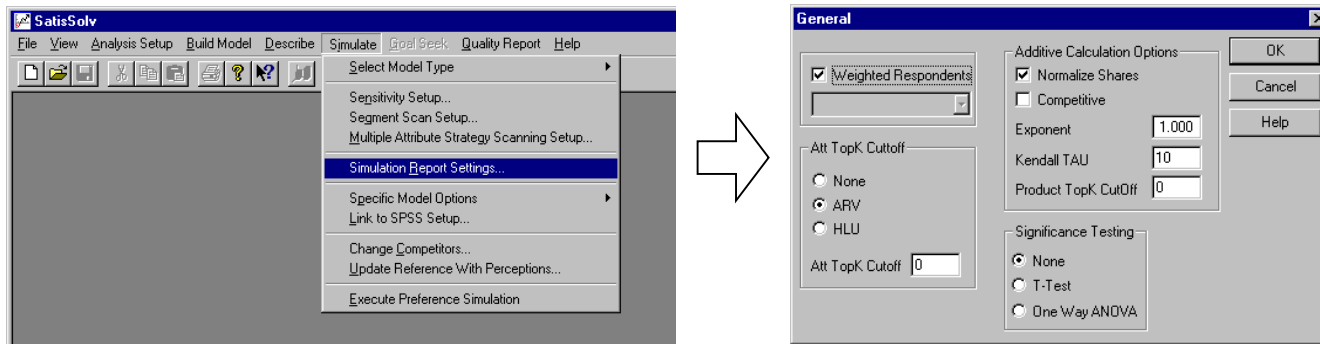 SatisSolv
File View Analysis Setup Build Model Describe Simulate Goal Seek Quality Report Help
Select Model Type
Sensitivity Setup...
Segment Scan Setup...
Multiple Attribute Strategy Scanning Setup...
Simulation Report Settings...
Specific Model Options
Link to SPSS Setup...
Change Competitors...
Update Reference With Perceptions...
Execute Preference Simulation
General
Weighted Respondents
Att TopK Cuttoff
None
ARV
HLU
Att TopK Cutoff 0
Additive Calculation Options
Normalize Shares
Competitive
Exponent 1.000
Kendall TAU 10
Product TopK CutOff 0
Significance Testing
None
T-Test
One Way ANOVA
OK
Cancel
Help